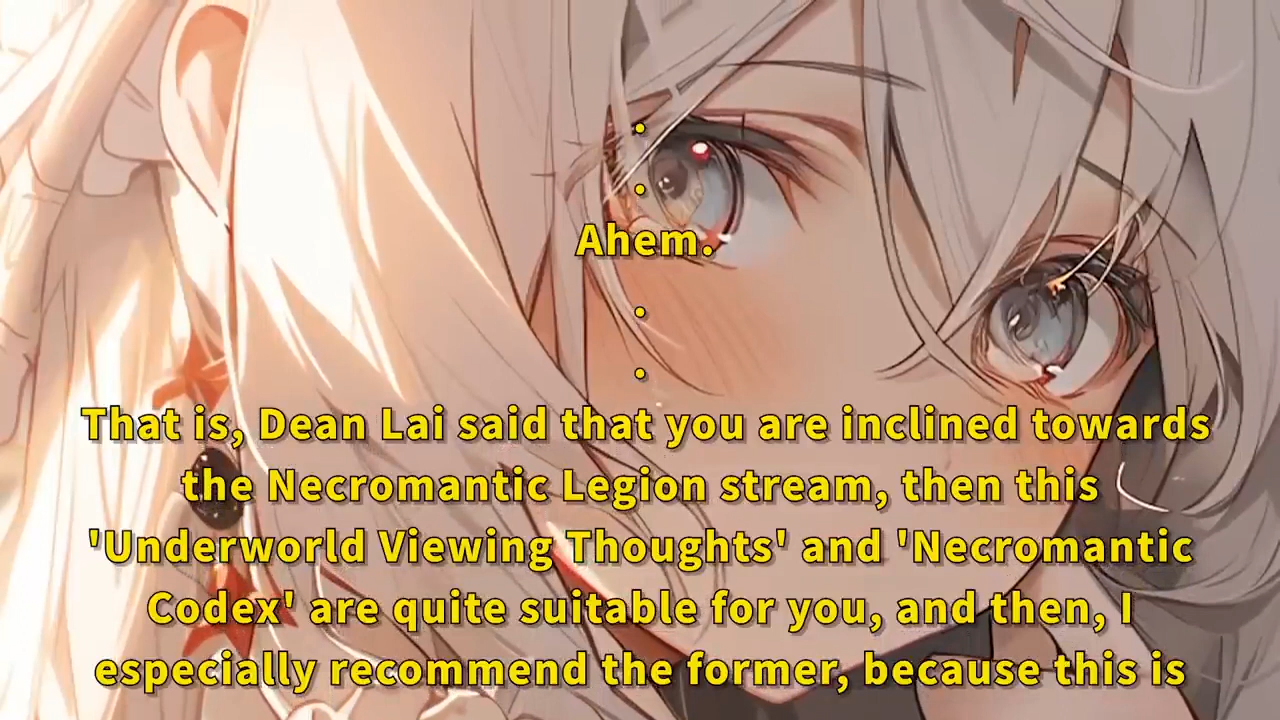 .
.
Ahem.
.
.
That is, Dean Lai said that you are inclined towards
the Necromantic Legion stream, then this
'Underworld Viewing Thoughts' and 'Necromantic
Codex' are quite suitable for you, and then, I
especially recommend the former, because this is